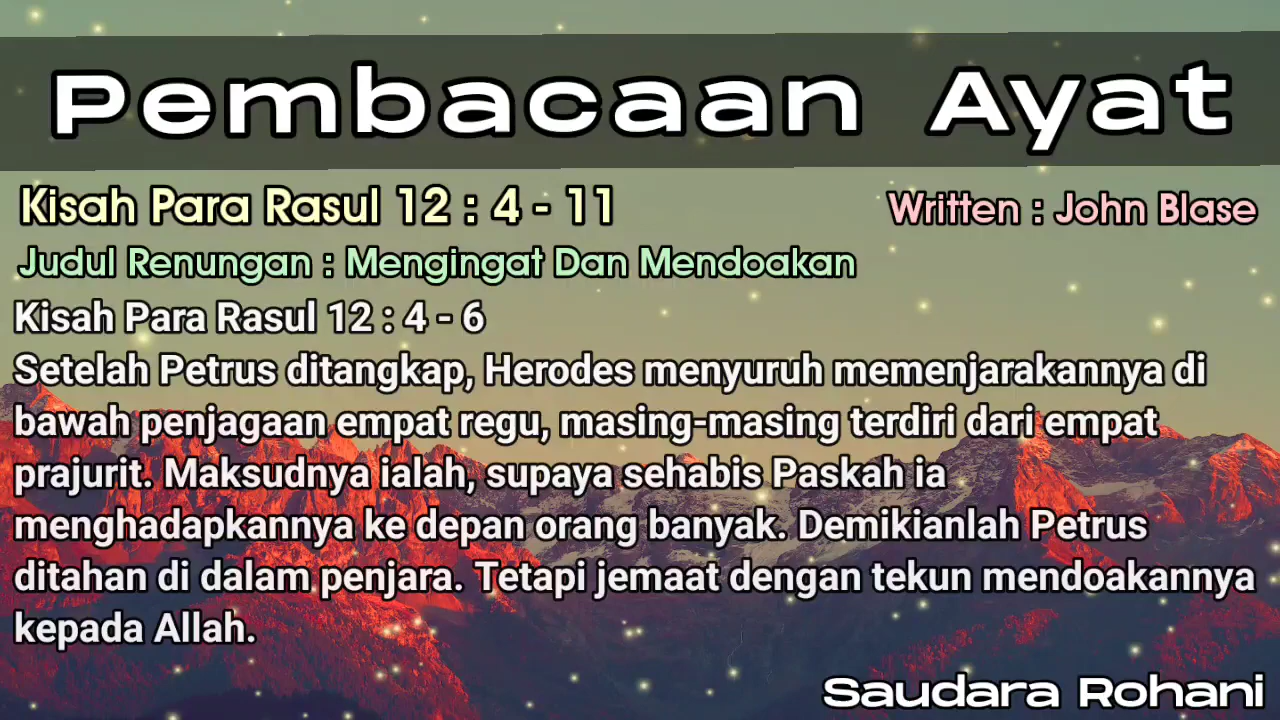 Pembacaan Ayat
Kisah Para Rasul 12 : 4 - 11
Written : John Blase
Judul Renungan : Mengingat Dan Mendoakan
Kisah Para Rasul 12 : 4 - 6
Setelah Petrus ditangkap, Herodes menyuruh memenjarakannya di
bawah penjagaan empat regu, masing-masing terdiri dari empat
prajurit. Maksudnya ialah, supaya sehabis Paskah ia
menghadapkannya ke depan orang banyak. Demikianlah Petrus
ditahan di dalam penjara. Tetapi jemaat dengan tekun mendoakannya
kepada Allah.
Saudara Rohani